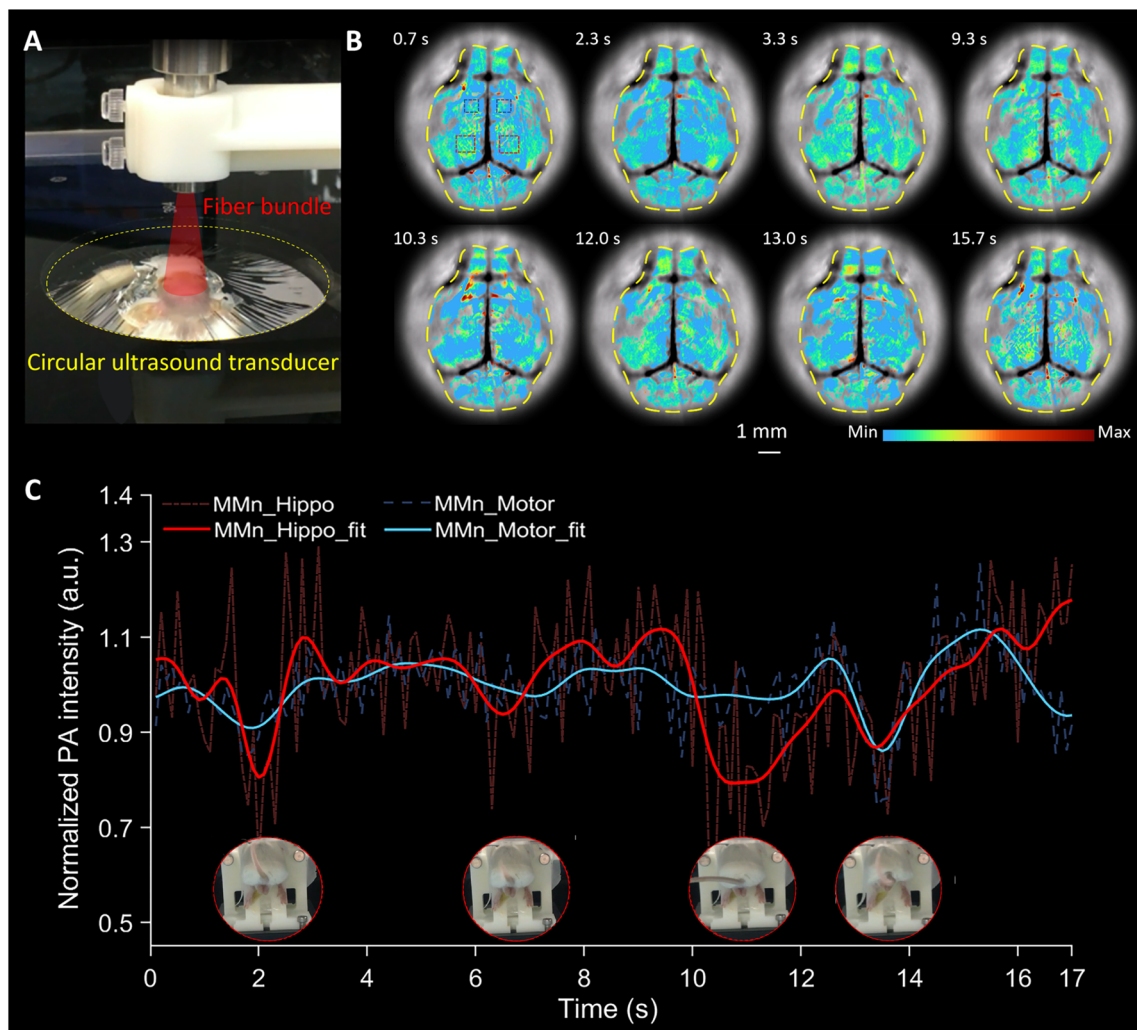 A
Fiber bundle
Circular ultrasound transducer
B
0.7 s
2.3 s
3.3 s
9.3 s
10.3 s
12.0 s
13.0 s
15.7 s
1 mm
Min
Max
C
MMn_Hippo
MMn_Motor
MMn_Hippo_fit
MMn_Motor_fit
Normalized PA intensity (a.u.)
1.4
1.3
1.1
0.9
0.7
0.5
0
2
4
6
8
10
12
14
16
17
Time (s)